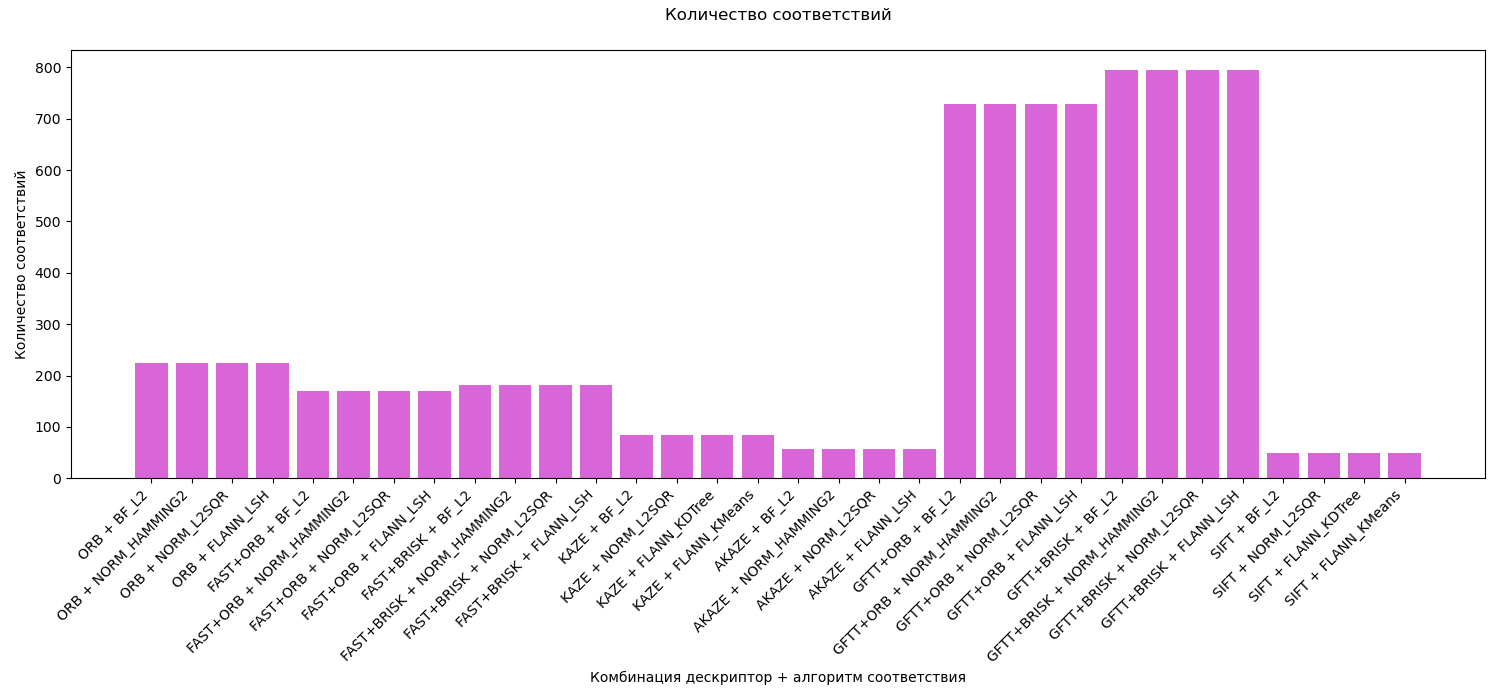 Количество соответствий
Количество соответствий
800
700
600
500
400
300
200
100
0
ORB + BF_L2
ORB + NORM_HAMMING2
ORB + NORM_L2SQR
ORB + FLANN_LSH
FAST+ORB + BF_L2
FAST+ORB + NORM_HAMMING2
FAST+ORB + NORM_L2SQR
FAST+ORB + FLANN_LSH
FAST+BRISK + BF_L2
FAST+BRISK + NORM_HAMMING2
FAST+BRISK + NORM_L2SQR
FAST+BRISK + FLANN_LSH
KAZE + BF_L2
KAZE + NORM_L2SQR
KAZE + FLANN_KDTree
KAZE + FLANN_KMeans
AKAZE + BF_L2
AKAZE + NORM_HAMMING2
AKAZE + NORM_L2SQR
AKAZE + FLANN_LSH
GFTT+ORB + BF_L2
GFTT+ORB + NORM_HAMMING2
GFTT+ORB + NORM_L2SQR
GFTT+ORB + FLANN_LSH
GFTT+BRISK + BF_L2
GFTT+BRISK + NORM_HAMMING2
GFTT+BRISK + NORM_L2SQR
GFTT+BRISK + FLANN_LSH
SIFT + BF_L2
SIFT + NORM_L2SQR
SIFT + FLANN_KDTree
SIFT + FLANN_KMeans
Комбинация дескриптор + алгоритм соответствия